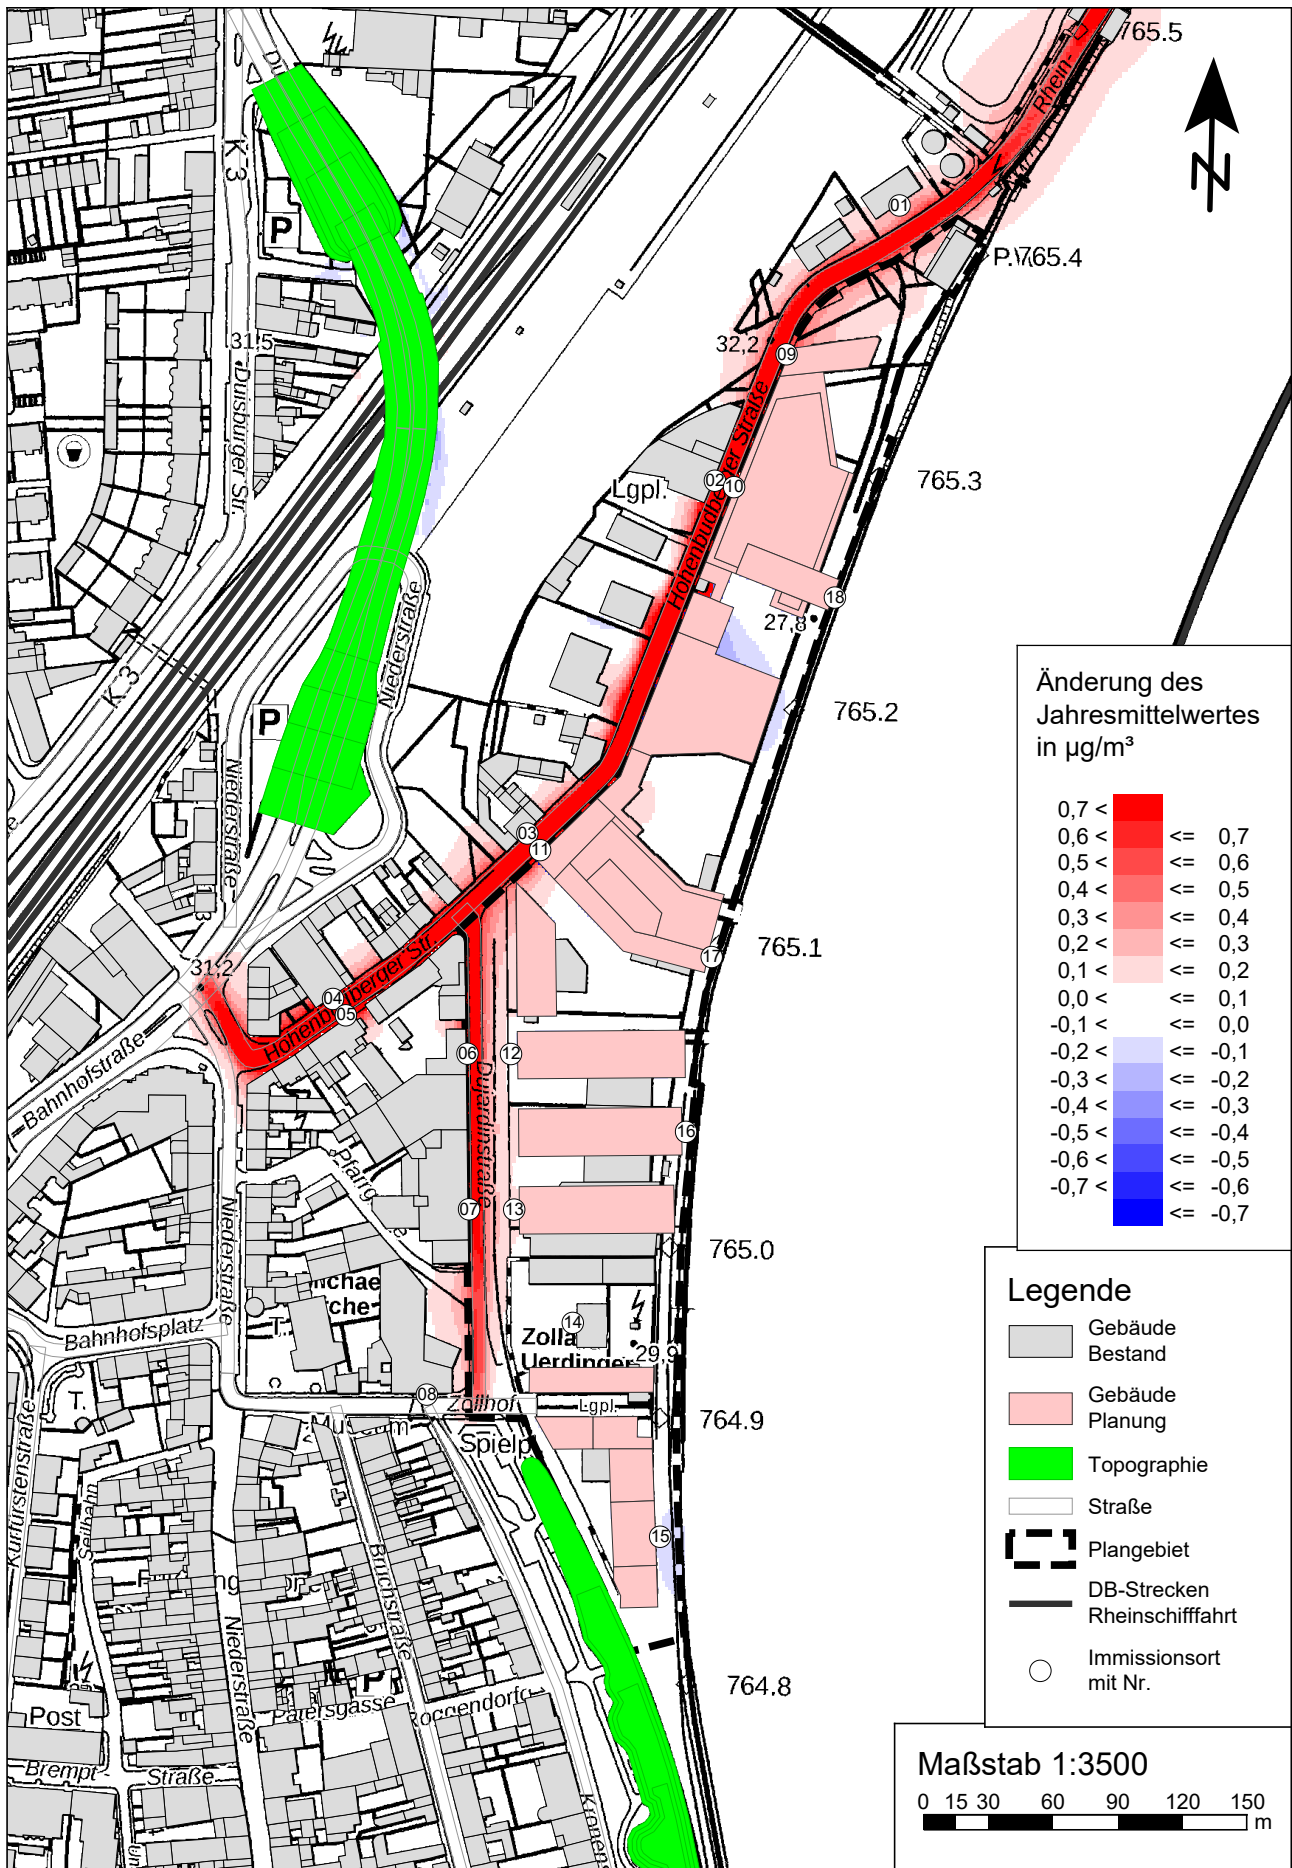 765.5
Rhein-
K 3
P
01
P.W
765.4
31,5
32,2
09
Duisburger Str.
Hohenbudberger Straße
Lgpl.
02
10
765.3
18
27,8
Niederstraße
K 3
P
765.2
Niederstraße
03
11
765.1
17
31,2
Hohenbudberger Str.
04
05
06
12
Bahnhofstraße
Dujardinstraße
16
07
13
Niederstraße
765.0
Bahnhofsplatz
T.
14
Zolla
Uerdingen
29,9
T.
08
Zollhof
Lgpl.
764.9
Museum
Spielp
Kurfürstenstraße
Seilbahn
15
Bruchstraße
Niederstraße
P
764.8
Post
Brempt
Straße
Änderung des
Jahresmittelwertes
in µg/m³
0,7 <
0,6 < <= 0,7
0,5 < <= 0,6
0,4 < <= 0,5
0,3 < <= 0,4
0,2 < <= 0,3
0,1 < <= 0,2
0,0 < <= 0,1
-0,1 < <= 0,0
-0,2 < <= -0,1
-0,3 < <= -0,2
-0,4 < <= -0,3
-0,5 < <= -0,4
-0,6 < <= -0,5
-0,7 < <= -0,6
<= -0,7
Legende
Gebäude
Bestand
Gebäude
Planung
Topographie
Straße
Plangebiet
DB-Strecken
Rheinschifffahrt
Immissionsort
mit Nr.
Maßstab 1:3500
0 15 30 60 90 120 150
m
N